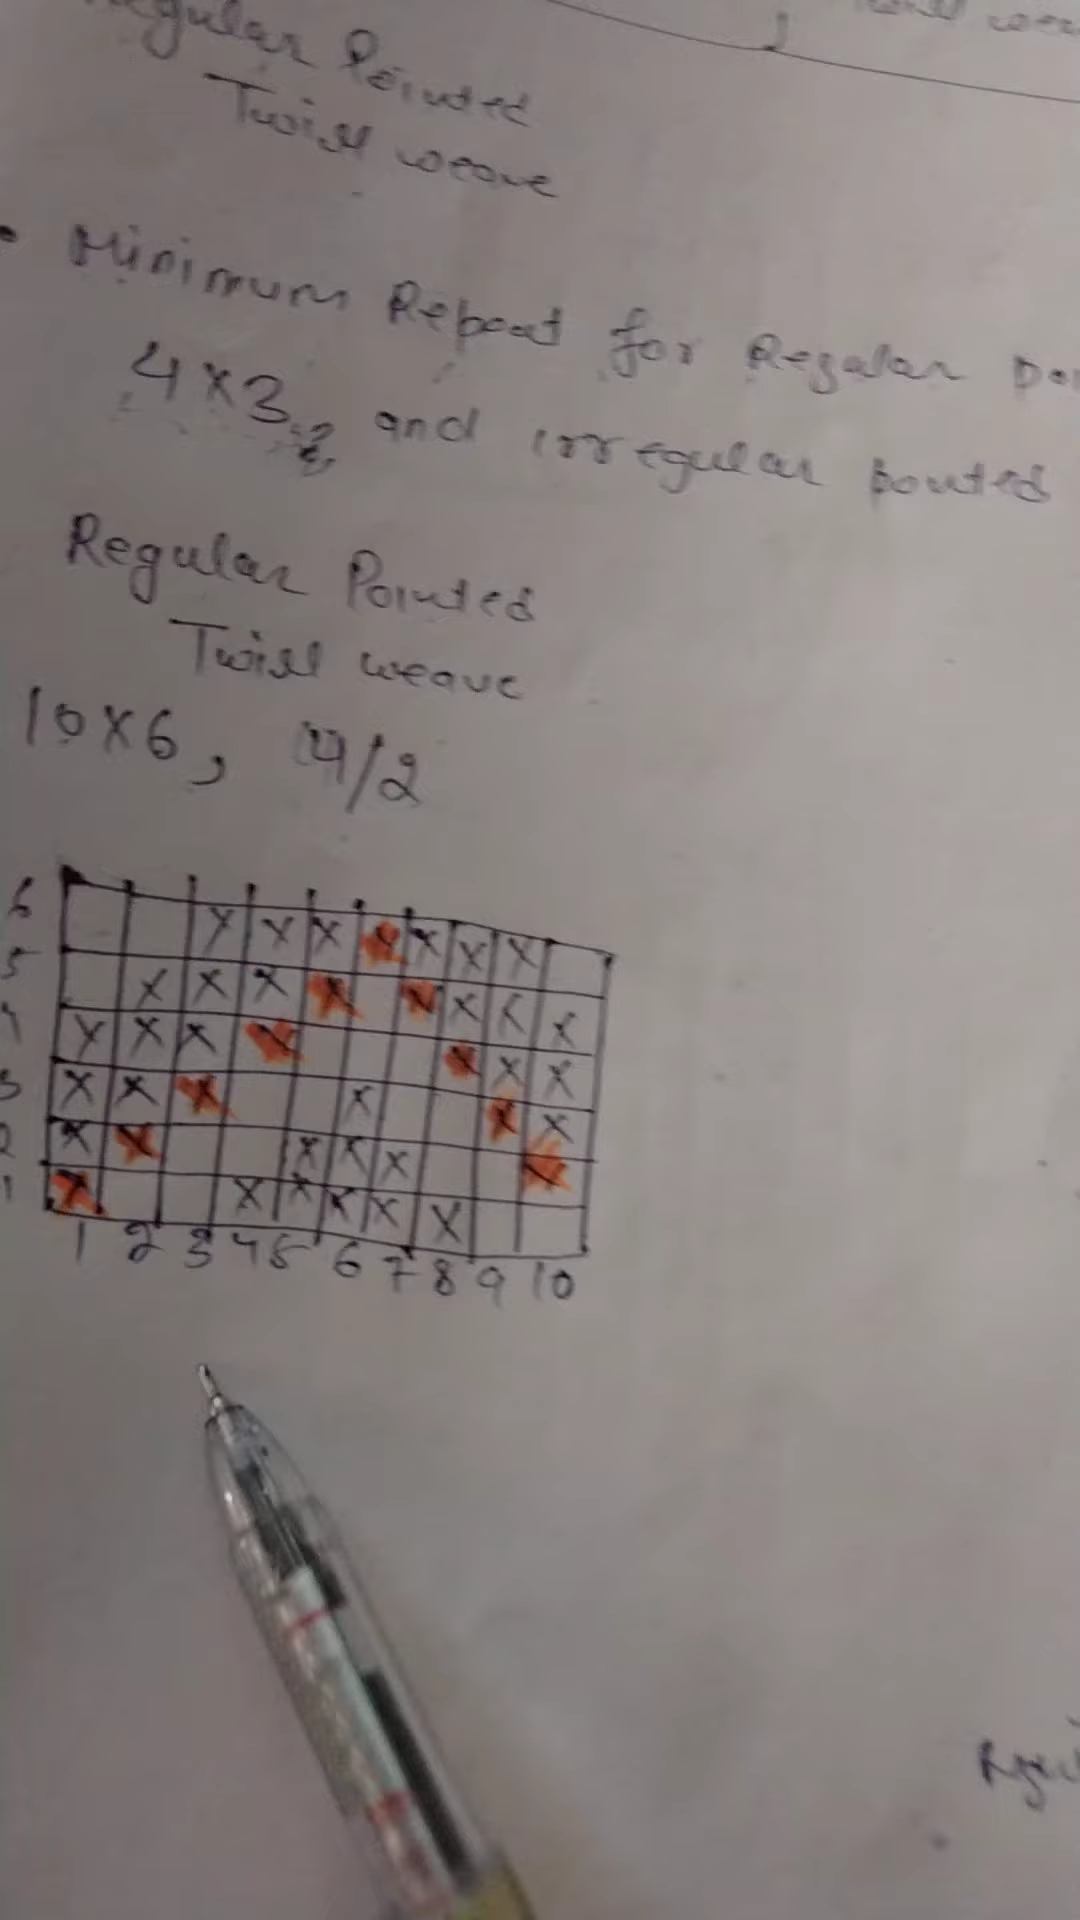 Regular Pointed
Twill weave
• Minimum Repeat for Regular
4×3, and irregular pointed
Regular Pointed
Twill weave
10×6, 4/2
6 X X X X X X X
5 X X X X X X X X
4 X X X X X X X
3 X X X X X X
2 X X X X X X
1 X X X X X X
1 2 3 4 5 6 7 8 9 10